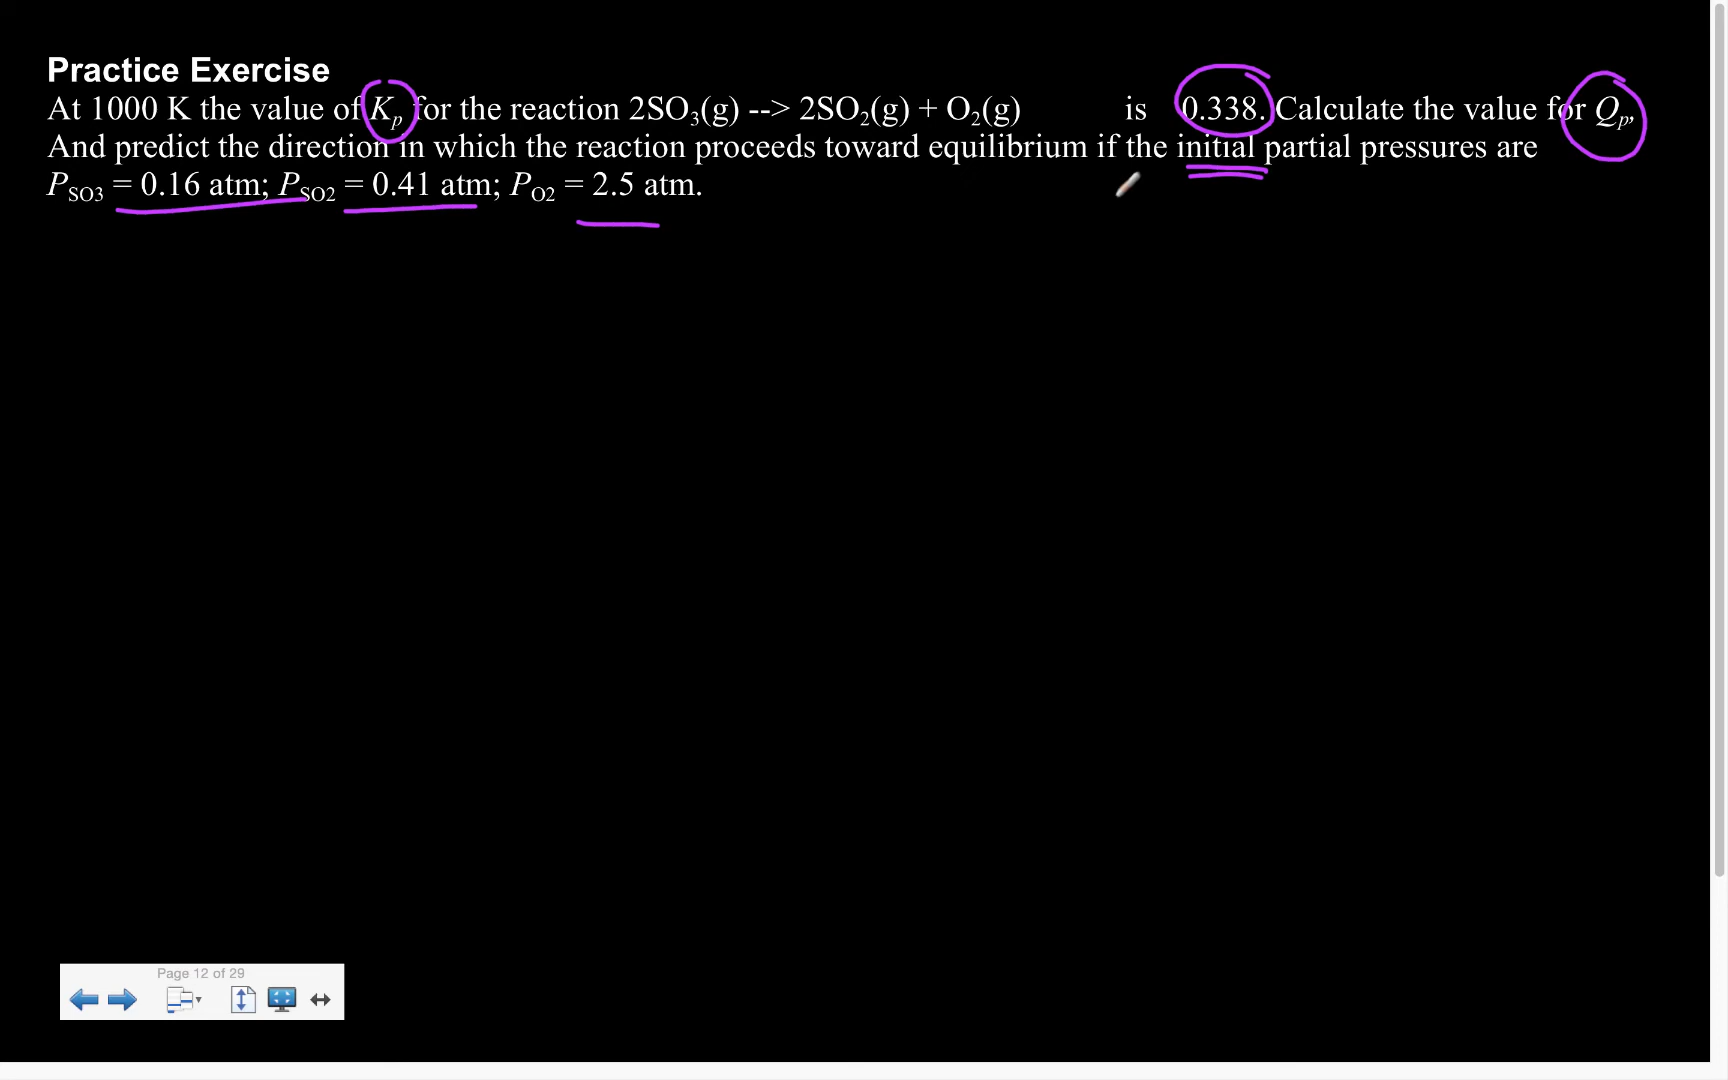 Practice Exercise
At 1000 K the value of Kp for the reaction 2SO₃(g) --> 2SO₂(g) + O₂(g) is 0.338. Calculate the value for Qp,
And predict the direction in which the reaction proceeds toward equilibrium if the initial partial pressures are
PSO3 = 0.16 atm; PSO2 = 0.41 atm; PO2 = 2.5 atm.
Page 12 of 29